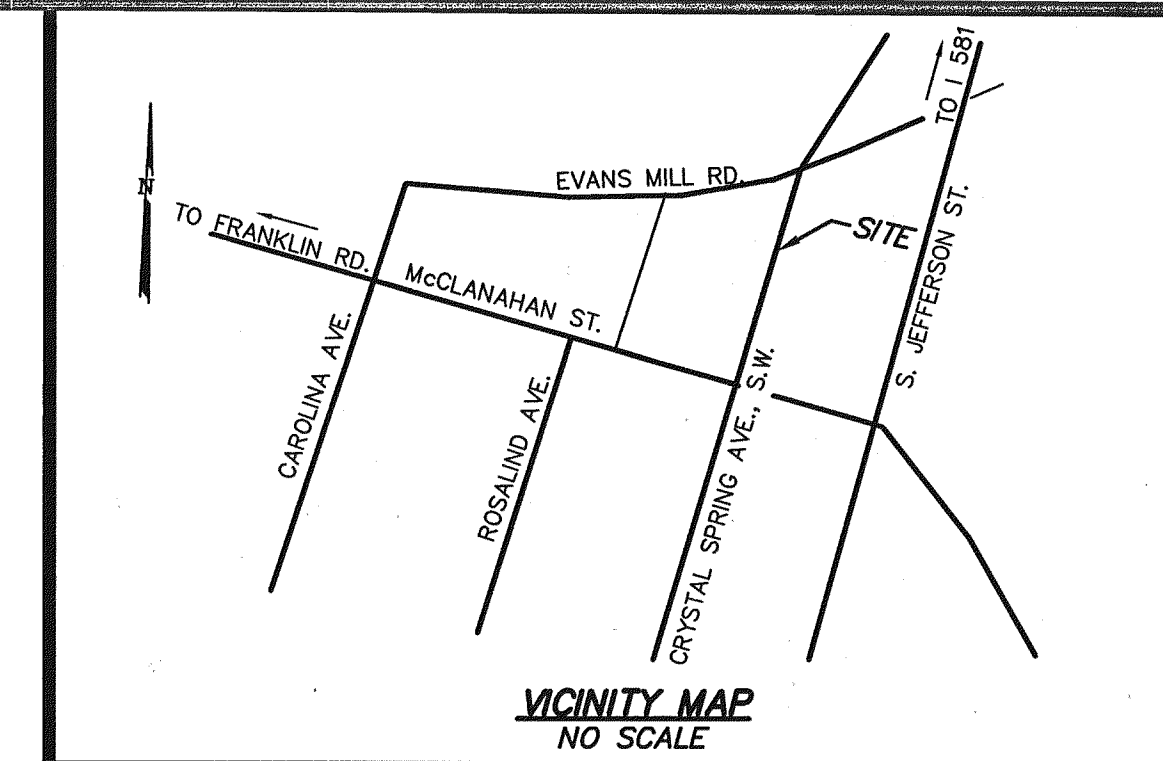 TO I 581
EVANS MILL RD.
N
TO FRANKLIN RD.
SITE
McCLANAHAN ST.
S. JEFFERSON ST.
CAROLINA AVE.
ROSALIND AVE.
CRYSTAL SPRING AVE., S.W.
VICINITY MAP
NO SCALE